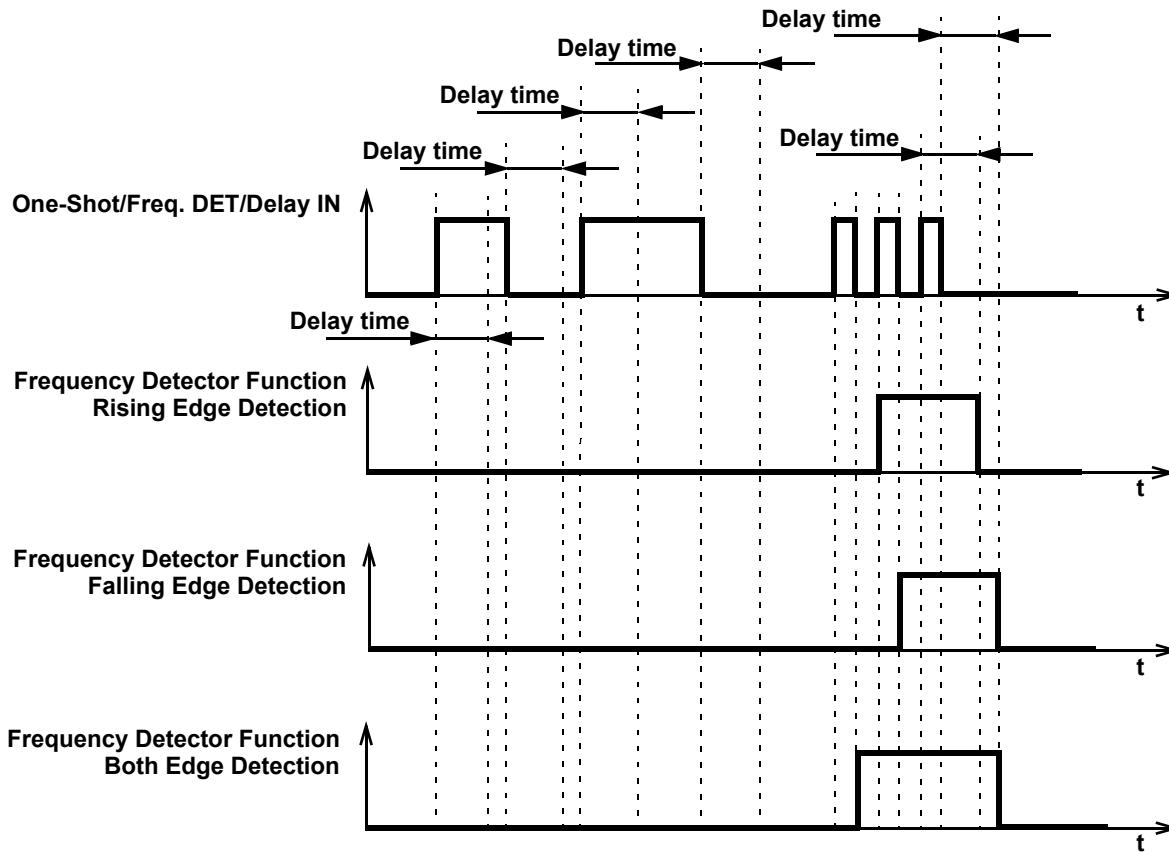 Delay time
Delay time
Delay time
Delay time
Delay time
One-Shot/Freq. DET/Delay IN
t
Delay time
Frequency Detector Function
Rising Edge Detection
t
Frequency Detector Function
Falling Edge Detection
t
Frequency Detector Function
Both Edge Detection
t